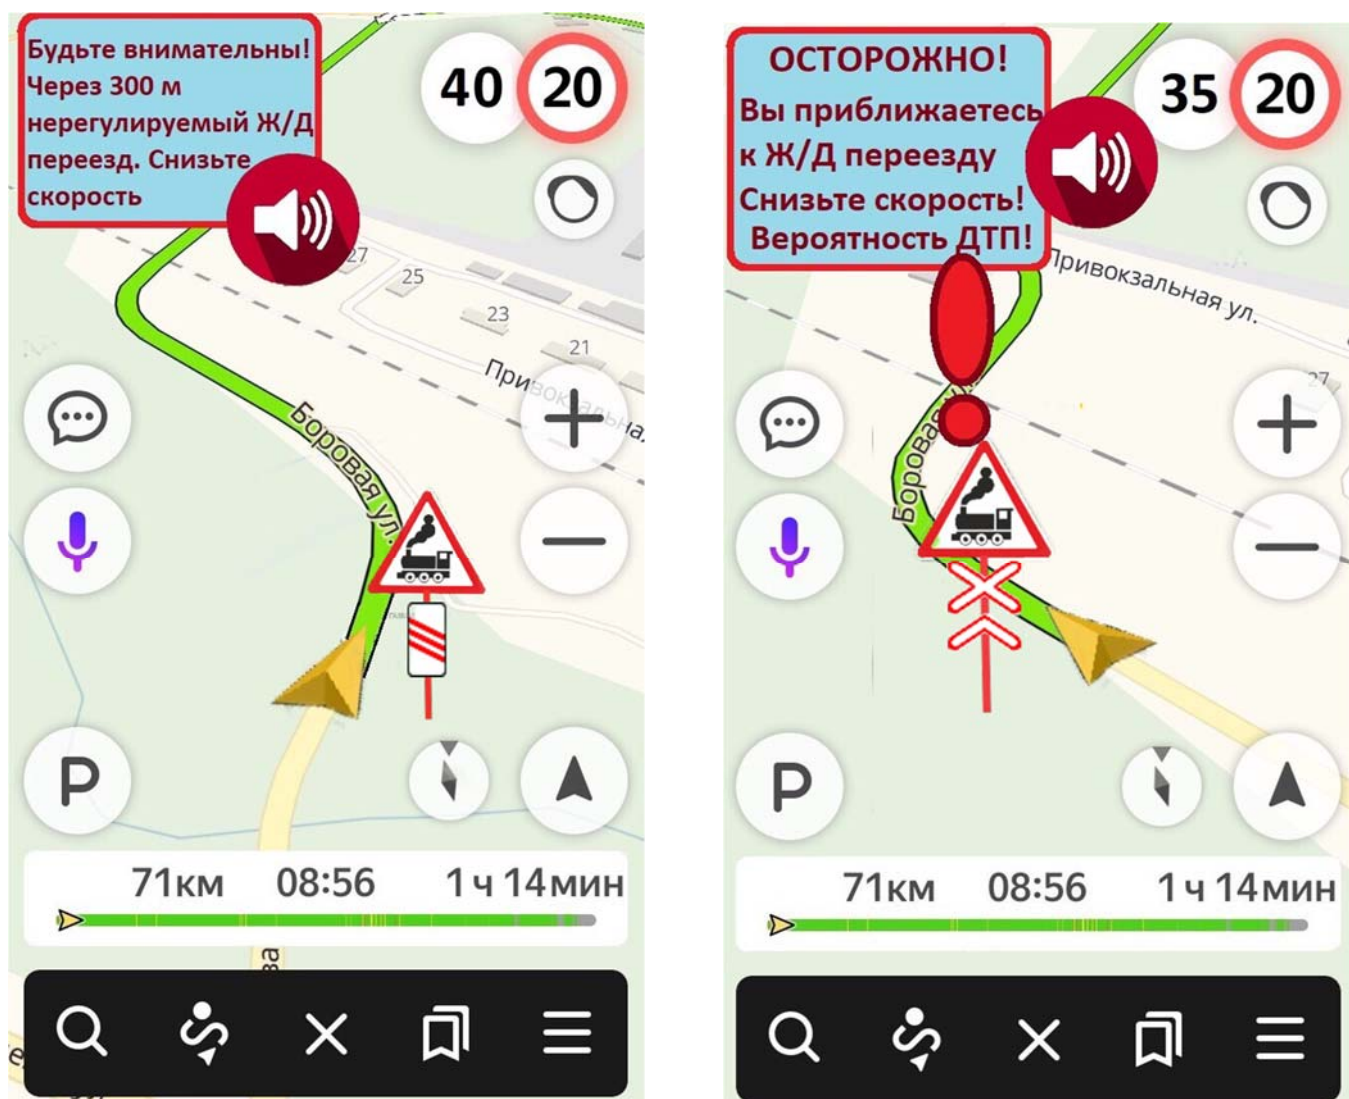 Будьте внимательны!
Через 300 м
нерегулируемый Ж/Д
переезд. Снизьте
скорость
40
20
27
25
23
21
Боровая ул.
P
71км 08:56 1 ч 14мин
ОСТОРОЖНО!
Вы приближаетесь
к Ж/Д переезду
Снизьте скорость!
Вероятность ДТП!
35
20
Привокзальная ул.
27
P
71км 08:56 1 ч 14мин